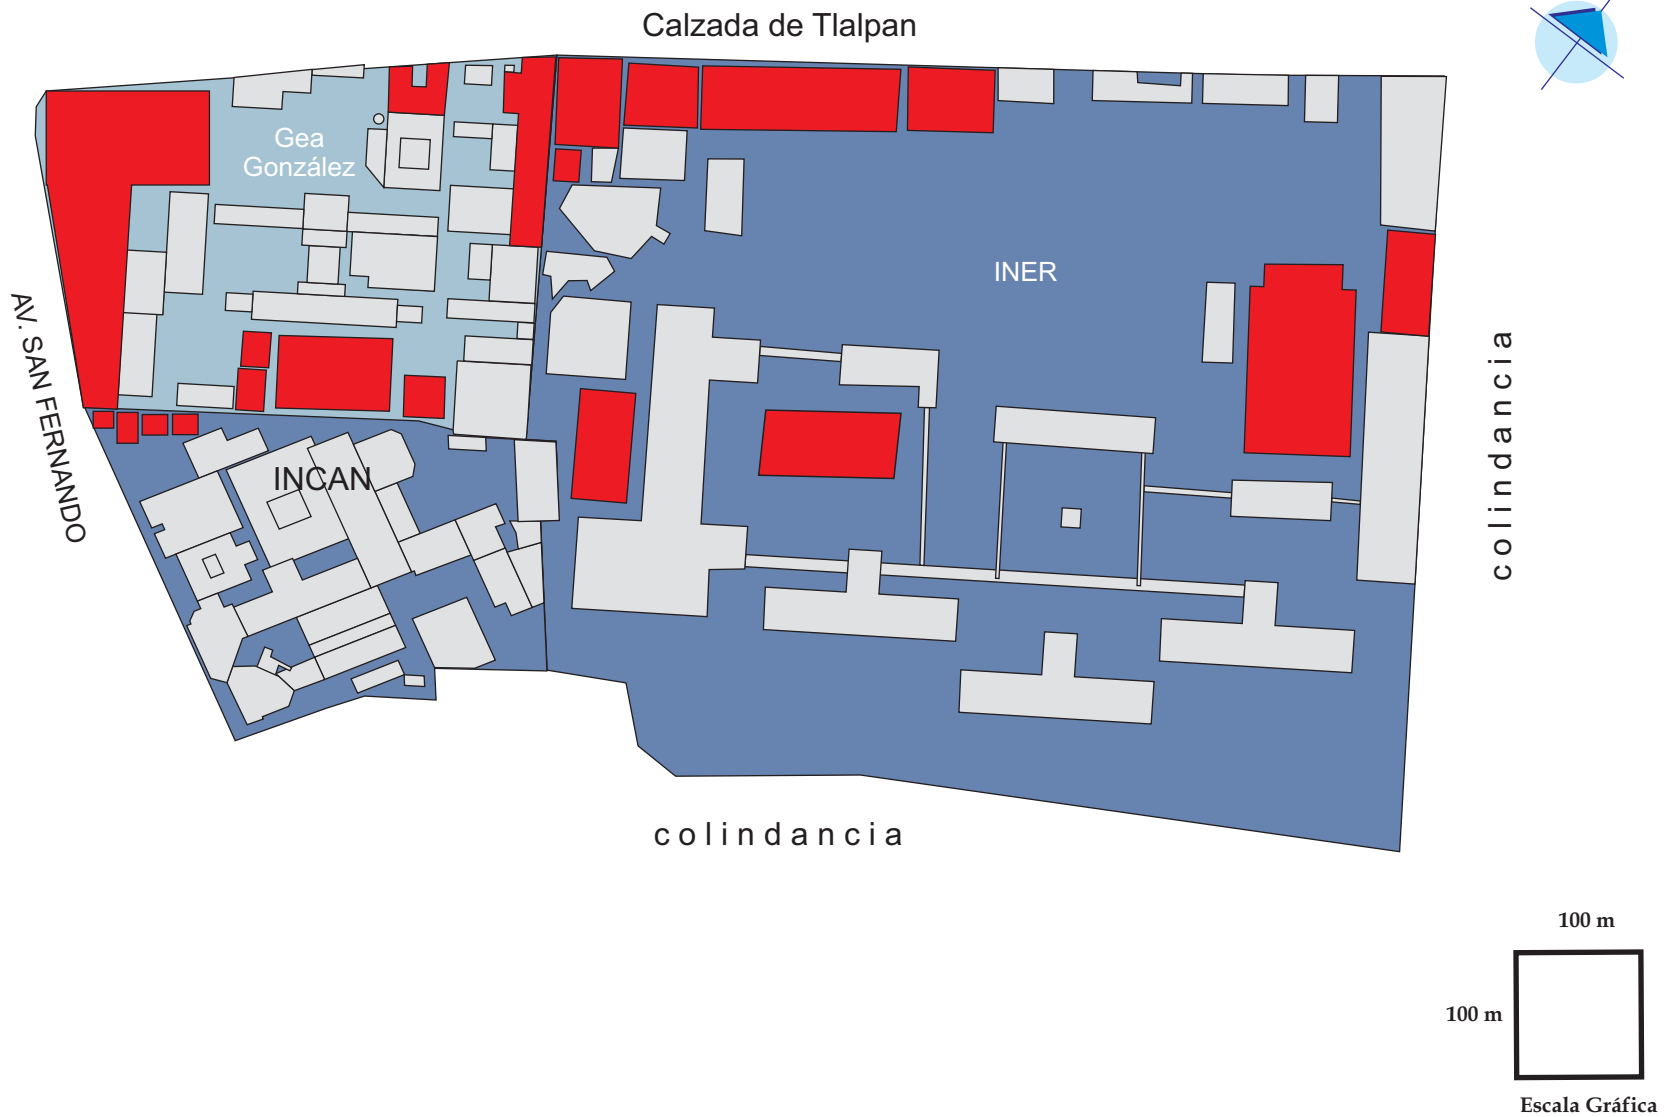 Calzada de Tlalpan
Gea
González
INER
AV. SAN FERNANDO
INCAN
colindancia
colindancia
100 m
100 m
Escala Gráfica